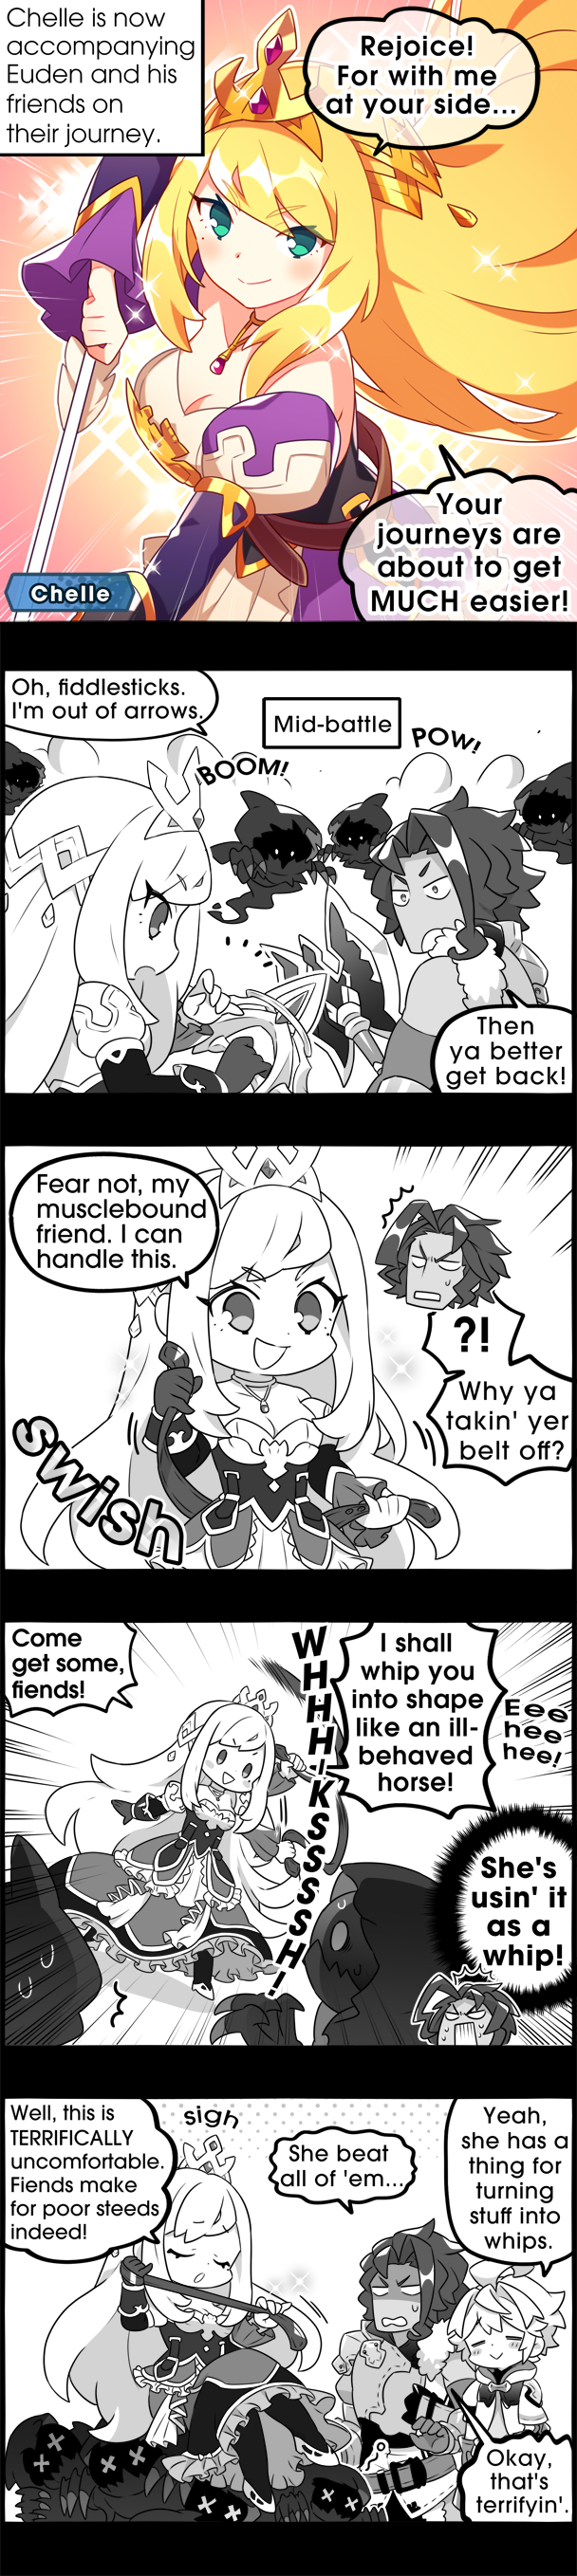 Chelle is now
accompanying
Euden and his
friends on
their journey.
Rejoice!
For with me
at your side...
Your
journeys are
about to get
MUCH easier!
Chelle
Oh, fiddlesticks.
I'm out of arrows.
Mid-battle
BOOM!
POW!
Then
ya better
get back!
Fear not, my
musclebound
friend. I can
handle this.
?!
Why ya
takin' yer
belt off?
swish
Come
get some,
fiends!
WHHH-KSSSSH!
I shall
whip you
into shape
like an ill-
behaved
horse!
Eee
hee
hee!
She's
usin' it
as a
whip!
Well, this is
TERRIFICALLY
uncomfortable.
Fiends make
for poor steeds
indeed!
sigh
She beat
all of 'em...
Yeah,
she has a
thing for
turning
stuff into
whips.
Okay,
that's
terrifyin'.